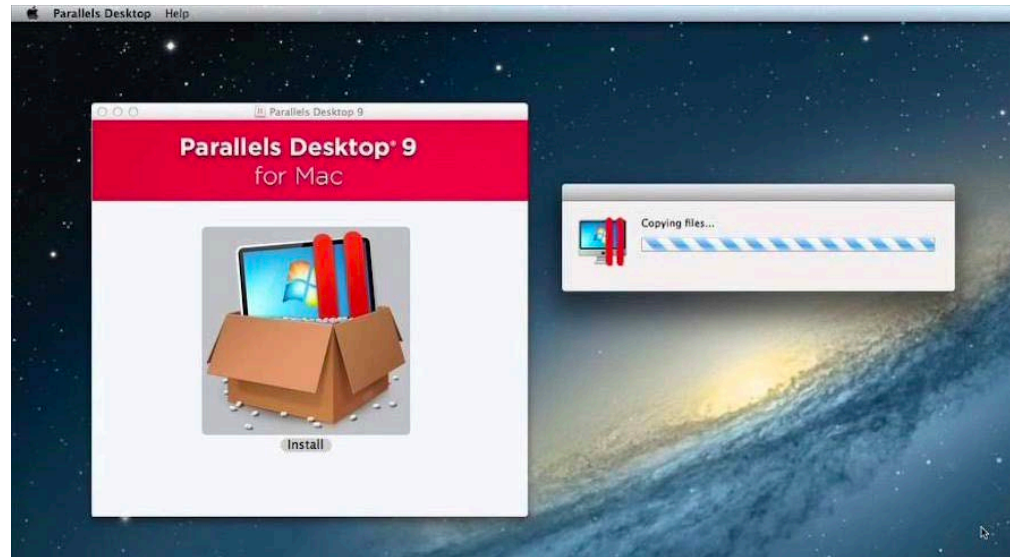 Parallels Desktop Help
Parallels Desktop 9
Parallels Desktop® 9
for Mac
Install
Copying files...